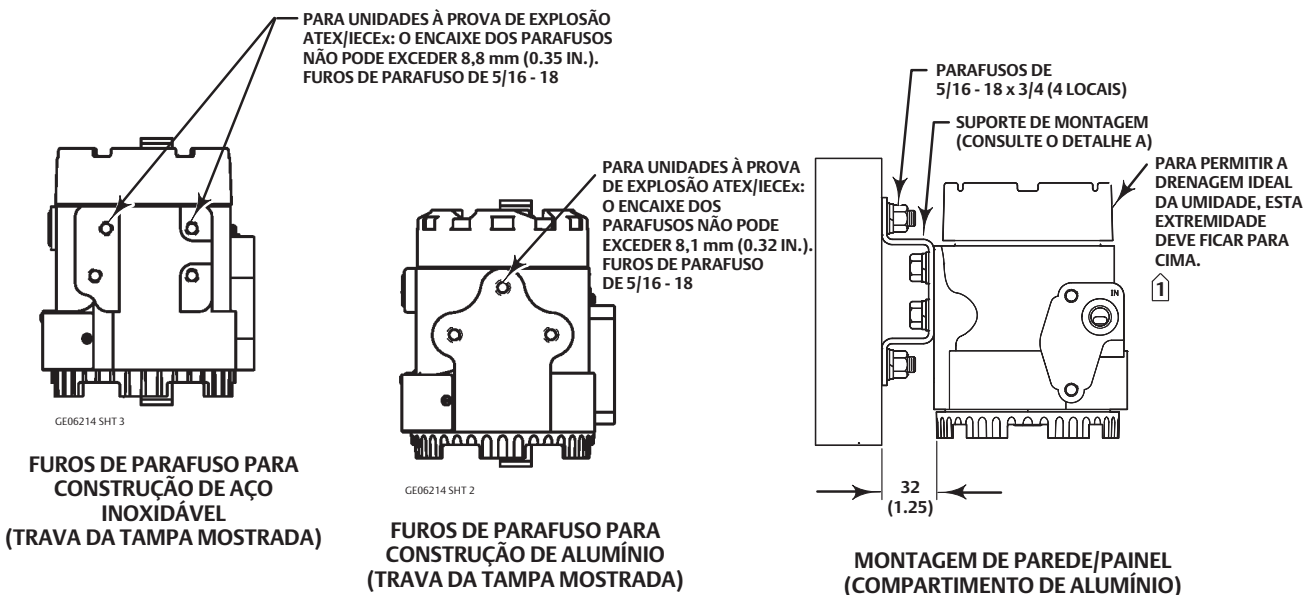 PARA UNIDADES À PROVA DE EXPLOSÃO
ATEX/IECEx: O ENCAIXE DOS PARAFUSOS
NÃO PODE EXCEDER 8,8 mm (0.35 IN.).
FUROS DE PARAFUSO DE 5/16 - 18
GE06214 SHT 3
FUROS DE PARAFUSO PARA
CONSTRUÇÃO DE AÇO
INOXIDÁVEL
(TRAVA DA TAMPA MOSTRADA)
PARA UNIDADES À PROVA
DE EXPLOSÃO ATEX/IECEx:
O ENCAIXE DOS
PARAFUSOS NÃO PODE
EXCEDER 8,1 mm (0.32 IN.).
FUROS DE PARAFUSO
DE 5/16 - 18
GE06214 SHT 2
FUROS DE PARAFUSO PARA
CONSTRUÇÃO DE ALUMÍNIO
(TRAVA DA TAMPA MOSTRADA)
PARAFUSOS DE
5/16 - 18 x 3/4 (4 LOCAIS)
SUPORTE DE MONTAGEM
(CONSULTE O DETALHE A)
PARA PERMITIR A
DRENAGEM IDEAL
DA UMIDADE, ESTA
EXTREMIDADE
DEVE FICAR PARA
CIMA.
1
IN
32
(1.25)
MONTAGEM DE PAREDE/PAINEL
(COMPARTIMENTO DE ALUMÍNIO)